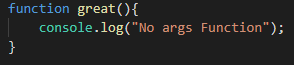 function great(){
    console.log("No args Function");
}